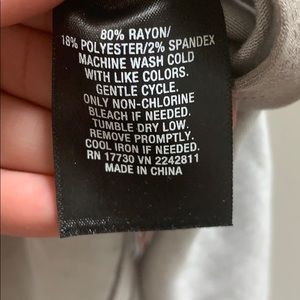 80% RAYON/
18% POLYESTER/2% SPANDEX
MACHINE WASH COLD
WITH LIKE COLORS.
GENTLE CYCLE.
ONLY NON-CHLORINE
BLEACH IF NEEDED.
TUMBLE DRY LOW.
REMOVE PROMPTLY.
COOL IRON IF NEEDED.
RN 17730 VN 2242811
MADE IN CHINA